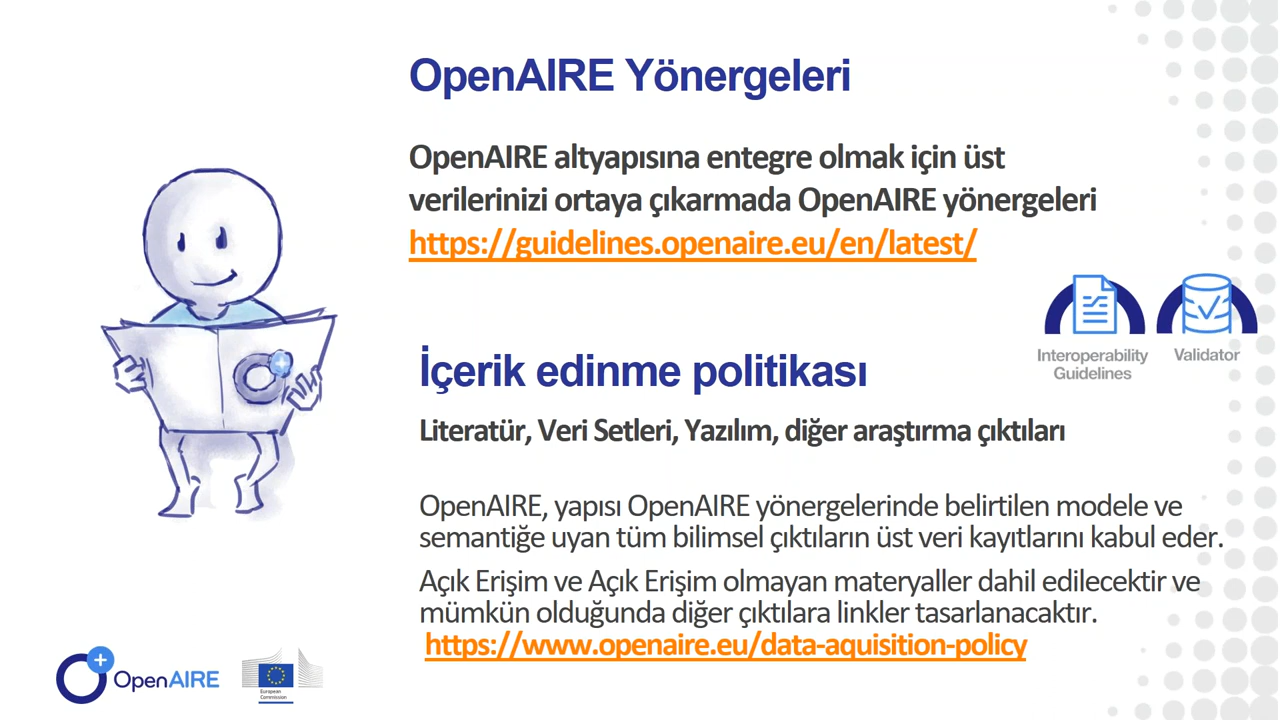 OpenAIRE Yönergeleri
OpenAIRE altyapısına entegre olmak için üst
verilerinizi ortaya çıkarmada OpenAIRE yönergeleri
https://guidelines.openaire.eu/en/latest/
Interoperability
Guidelines
Validator
İçerik edinme politikası
Literatür, Veri Setleri, Yazılım, diğer araştırma çıktıları
OpenAIRE, yapısı OpenAIRE yönergelerinde belirtilen modele ve
semantiğe uyan tüm bilimsel çıktıların üst veri kayıtlarını kabul eder.
Açık Erişim ve Açık Erişim olmayan materyaller dahil edilecektir ve
mümkün olduğunda diğer çıktılara linkler tasarlanacaktır.
https://www.openaire.eu/data-aquisition-policy
OpenAIRE
European
Commission